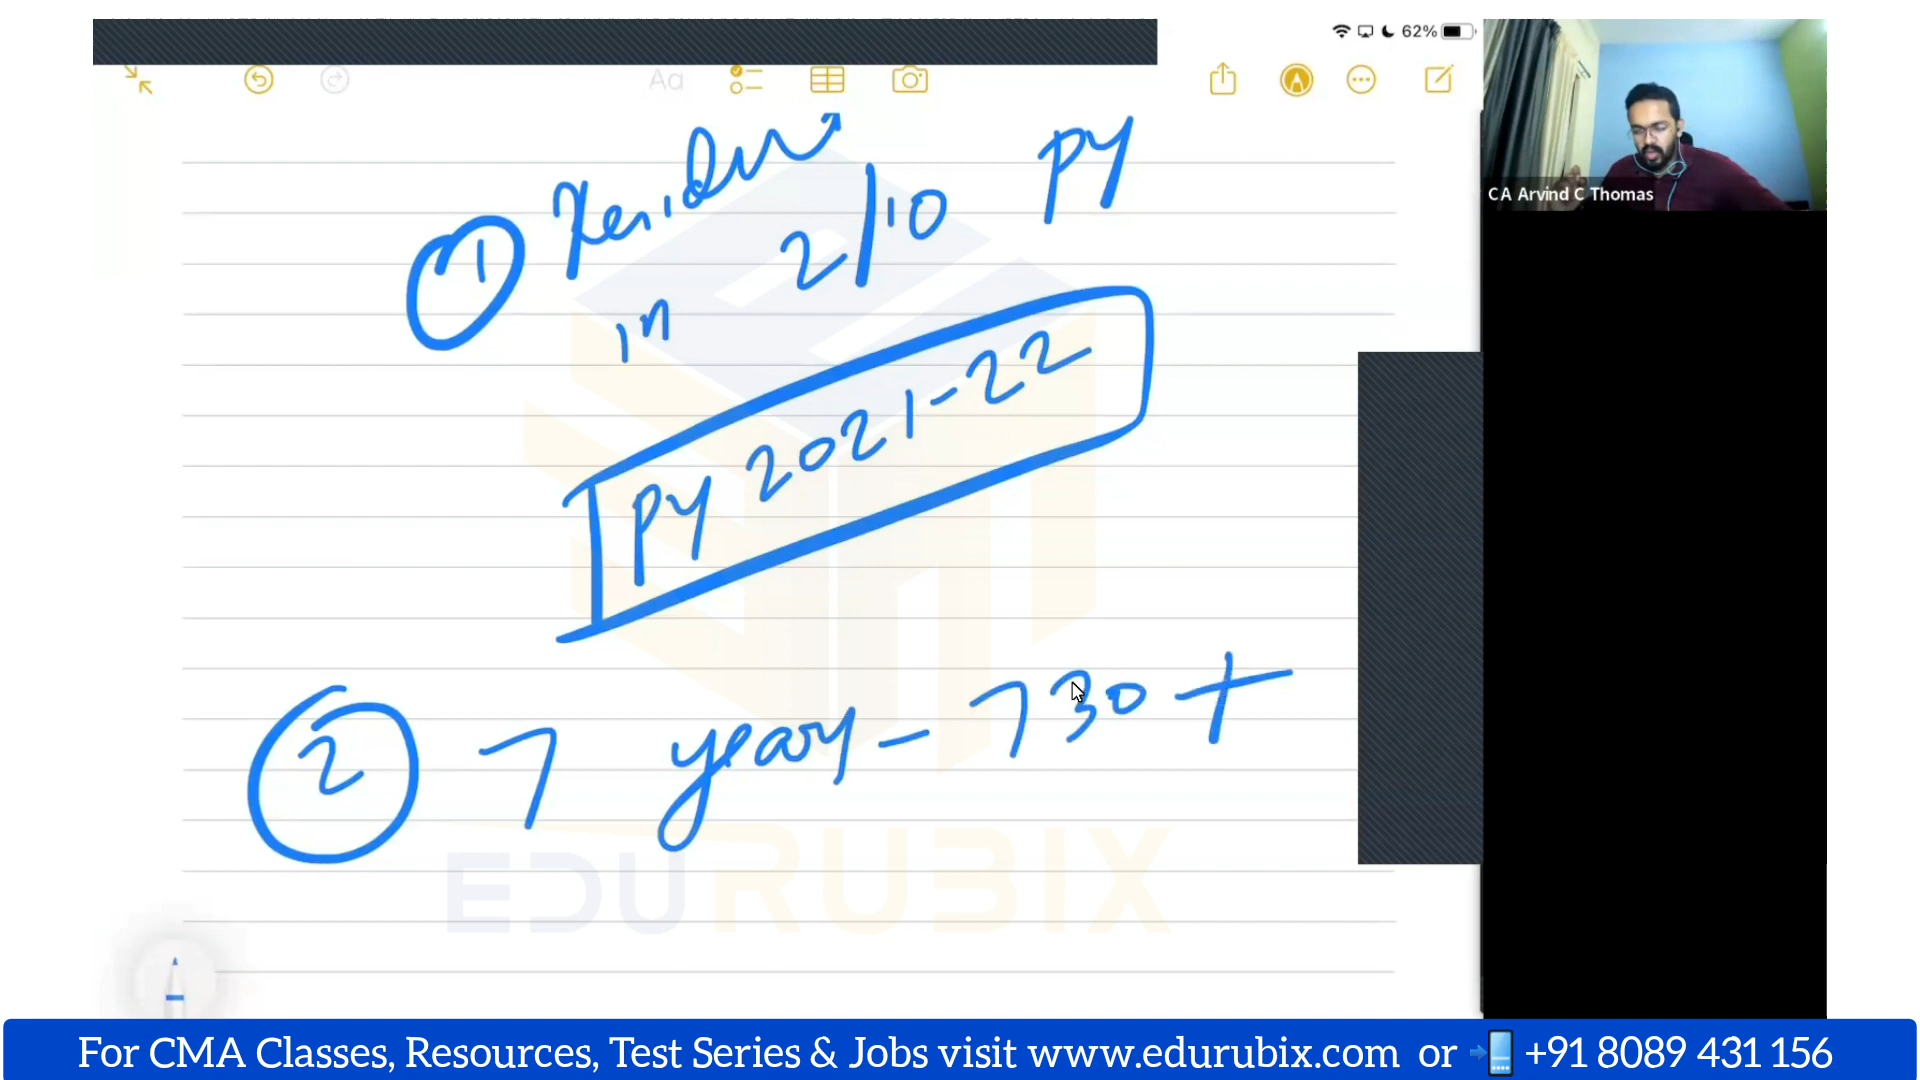 62%
Aa
CA Arvind C Thomas
① Resident
in 2/10 PY
PY 2021-22
② 7 years - 730 +
EDURUBIX
For CMA Classes, Resources, Test Series & Jobs visit www.edurubix.com or +91 8089 431 156